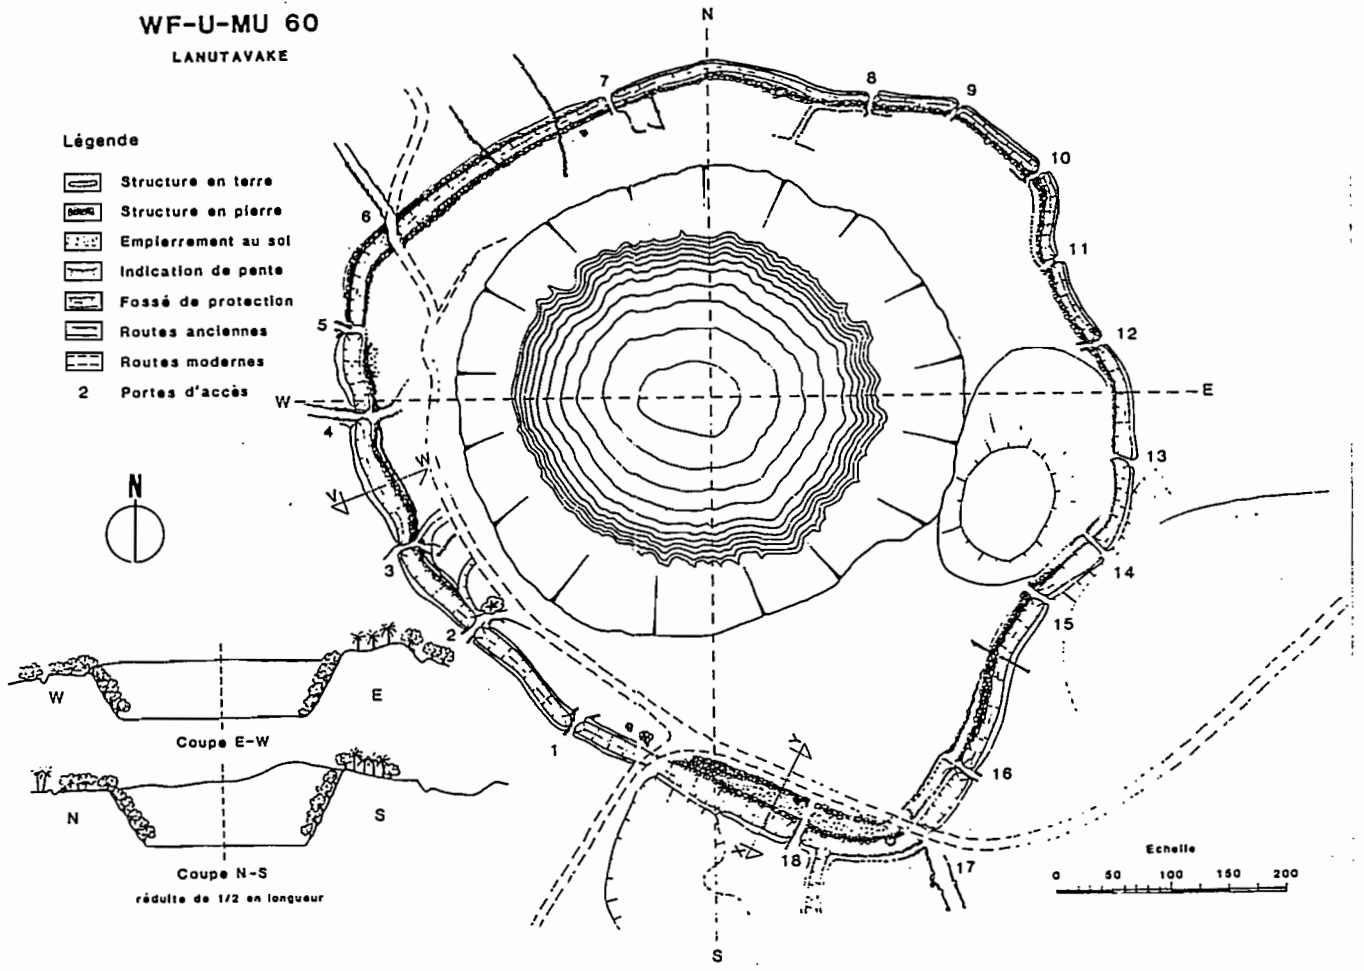 WF-U-MU 60
LANUTAVAKE
Légende
Structure en terre
Structure en pierre
Empierrement au sol
Indication de pente
Fossé de protection
Routes anciennes
Routes modernes
2 Portes d'accès
N
N
S
W
E
1
2
3
4
5
6
7
8
9
10
11
12
13
14
15
16
17
18
V
W
X
Y
W
E
Coupe E-W
N
S
Coupe N-S
réduite de 1/2 en longueur
Echelle
0 50 100 150 200